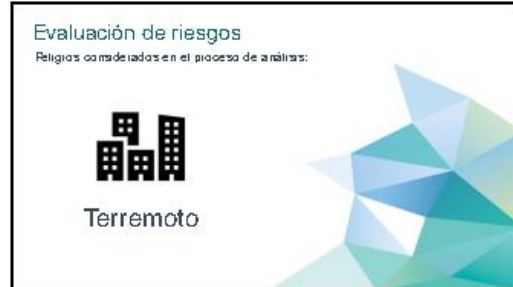 Evaluación de riesgos
Peligros considerados en el proceso de análisis:
Terremoto